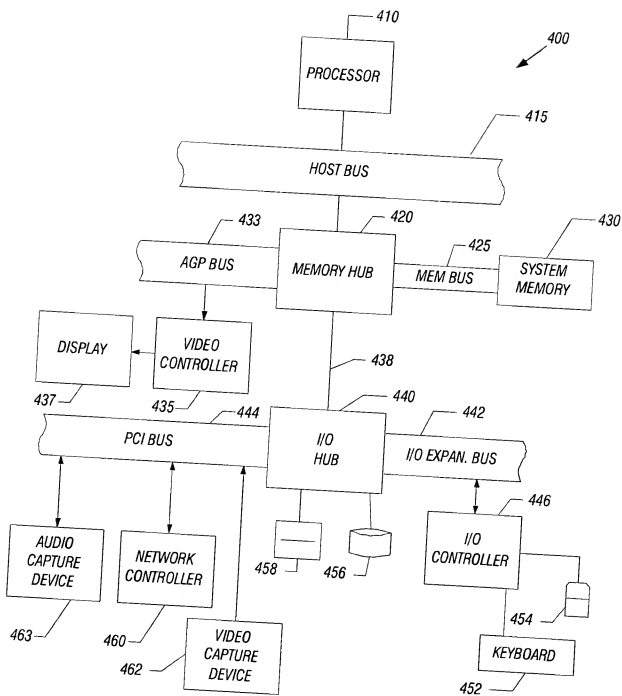 410
400
PROCESSOR
415
HOST BUS
433
420
430
425
AGP BUS
MEMORY HUB
MEM BUS
SYSTEM
MEMORY
DISPLAY
VIDEO
CONTROLLER
438
437
435
444
440
442
PCI BUS
I/O
HUB
I/O EXPAN. BUS
446
AUDIO
CAPTURE
DEVICE
NETWORK
CONTROLLER
458
456
I/O
CONTROLLER
463
460
462
VIDEO
CAPTURE
DEVICE
454
KEYBOARD
452